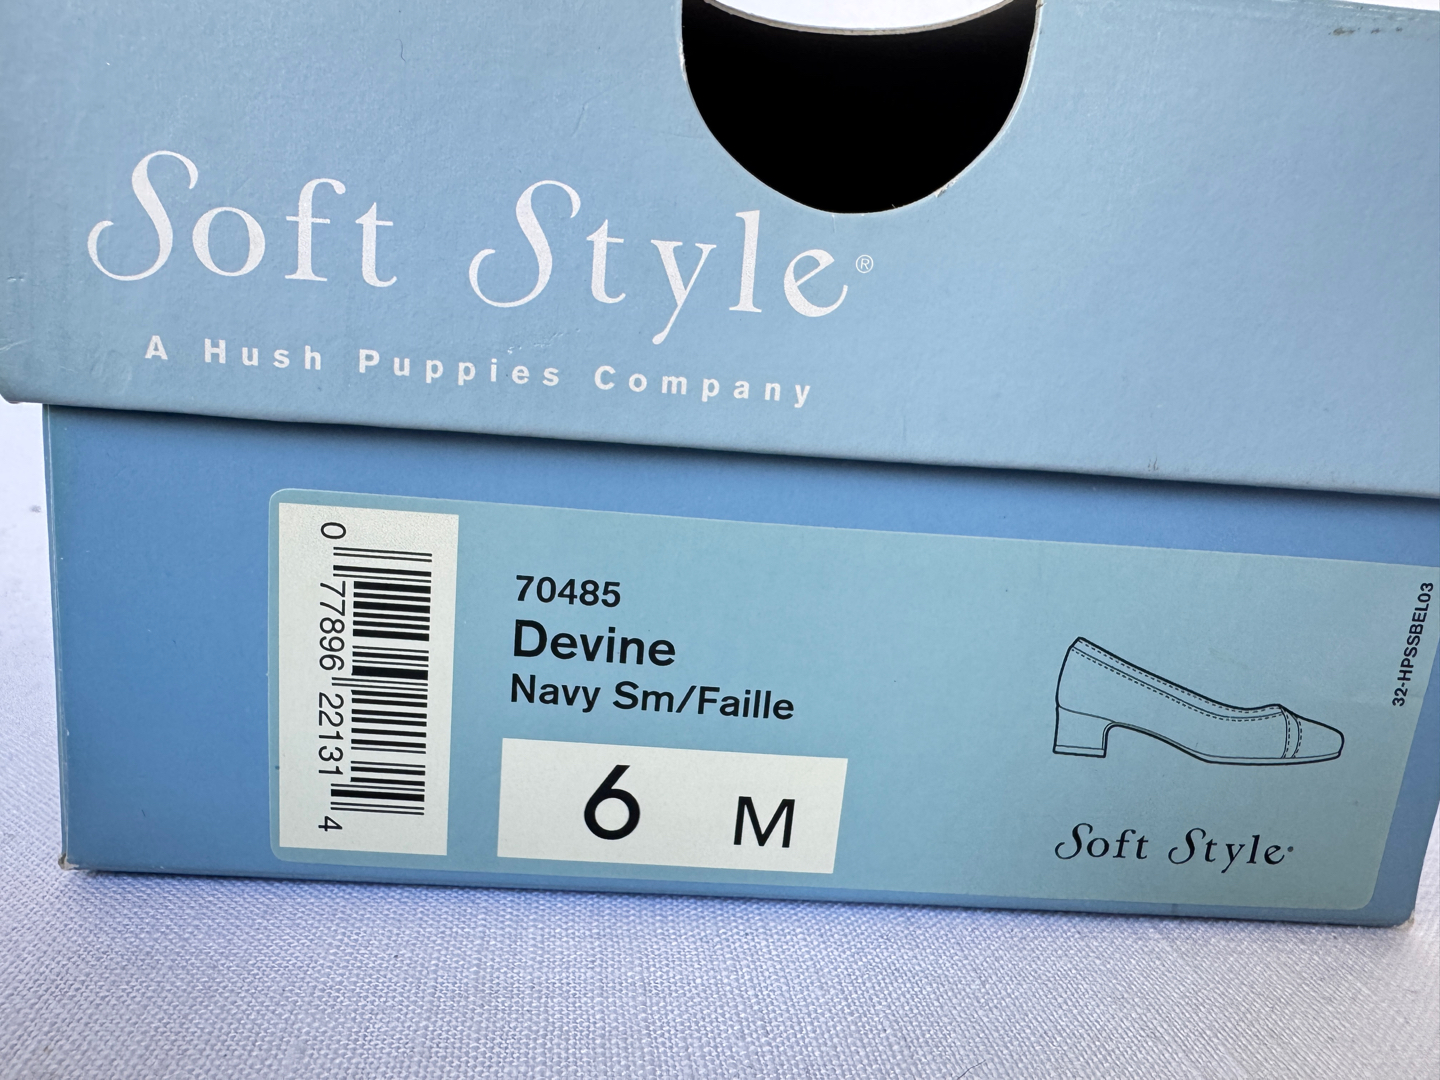 Soft Style®
A Hush Puppies Company
0 77896 22131 4
70485
Devine
Navy Sm/Faille
6 M
32-HPSSBEL03
Soft Style